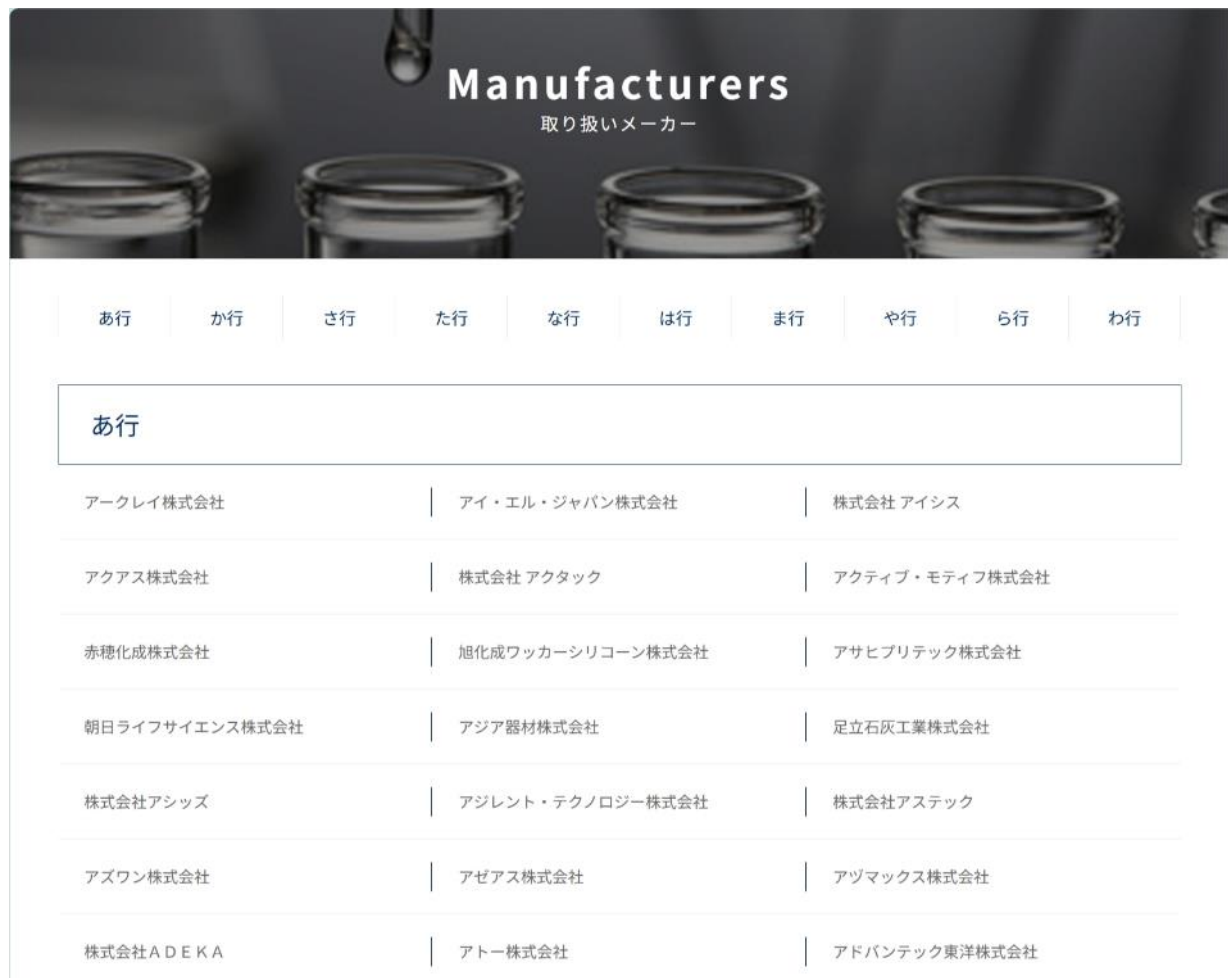 Manufacturers
取り扱いメーカー
あ行 か行 さ行 た行 な行 は行 ま行 や行 ら行 わ行
あ行
アークレイ株式会社 アイ・エル・ジャパン株式会社 株式会社 アイシス
アクアス株式会社 株式会社 アクタック アクティブ・モティフ株式会社
赤穂化成株式会社 旭化成ワッカーシリコーン株式会社 アサヒプリテック株式会社
朝日ライフサイエンス株式会社 アジア器材株式会社 足立石灰工業株式会社
株式会社アシッズ アジレント・テクノロジー株式会社 株式会社アステック
アズワン株式会社 アゼアス株式会社 アヅマックス株式会社
株式会社ＡＤＥＫＡ アトー株式会社 アドバンテック東洋株式会社